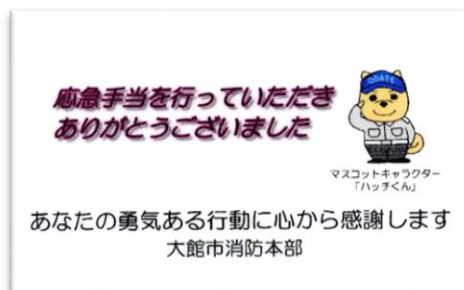 応急手当を行っていただき
ありがとうございました
ODATE
マスコットキャラクター
「ハッチくん」
あなたの勇気ある行動に心から感謝します
大館市消防本部